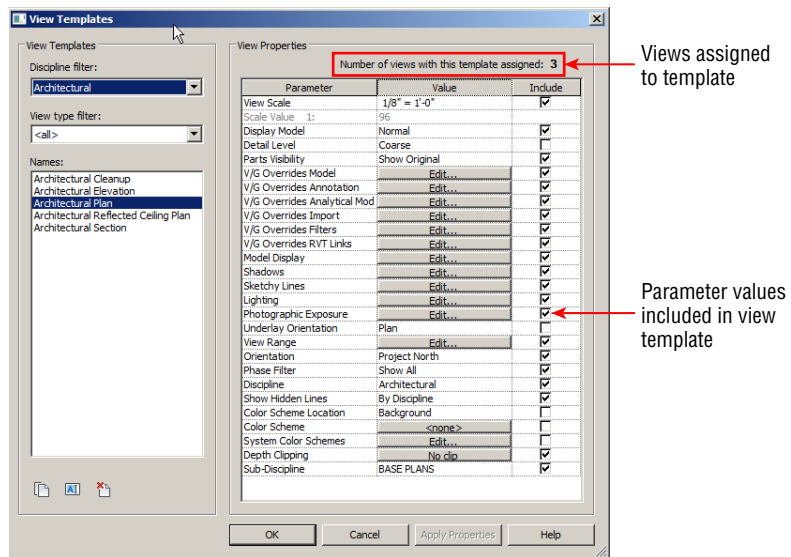 View Templates
View Templates
Discipline filter:
Architectural
View type filter:
<all>
Names:
Architectural Cleanup
Architectural Elevation
Architectural Plan
Architectural Reflected Ceiling Plan
Architectural Section
View Properties
Number of views with this template assigned: 3
Parameter Value Include
View Scale 1/8" = 1'-0"
Scale Value 1: 96
Display Model Normal
Detail Level Coarse
Parts Visibility Show Original
V/G Overrides Model Edit...
V/G Overrides Annotation Edit...
V/G Overrides Analytical Mod Edit...
V/G Overrides Import Edit...
V/G Overrides Filters Edit...
V/G Overrides RVT Links Edit...
Model Display Edit...
Shadows Edit...
Sketchy Lines Edit...
Lighting Edit...
Photographic Exposure Edit...
Underlay Orientation Plan
View Range Edit...
Orientation Project North
Phase Filter Show All
Discipline Architectural
Show Hidden Lines By Discipline
Color Scheme Location Background
Color Scheme <none>
System Color Schemes Edit...
Depth Clipping No clip
Sub-Discipline BASE PLANS
OK Cancel Apply Properties Help
Views assigned
to template
Parameter values
included in view
template